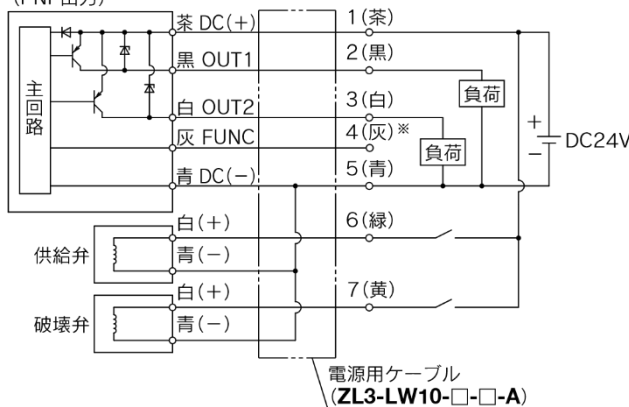 (PNP出力)
茶 DC(+)
1(茶)
黒 OUT1
2(黒)
負荷
主回路
白 OUT2
3(白)
灰 FUNC
4(灰)※
負荷
+
−
DC24V
青 DC(−)
5(青)
供給弁
白(+)
6(緑)
青(−)
破壊弁
白(+)
7(黄)
青(−)
電源用ケーブル
(ZL3-LW10-□-□-A)